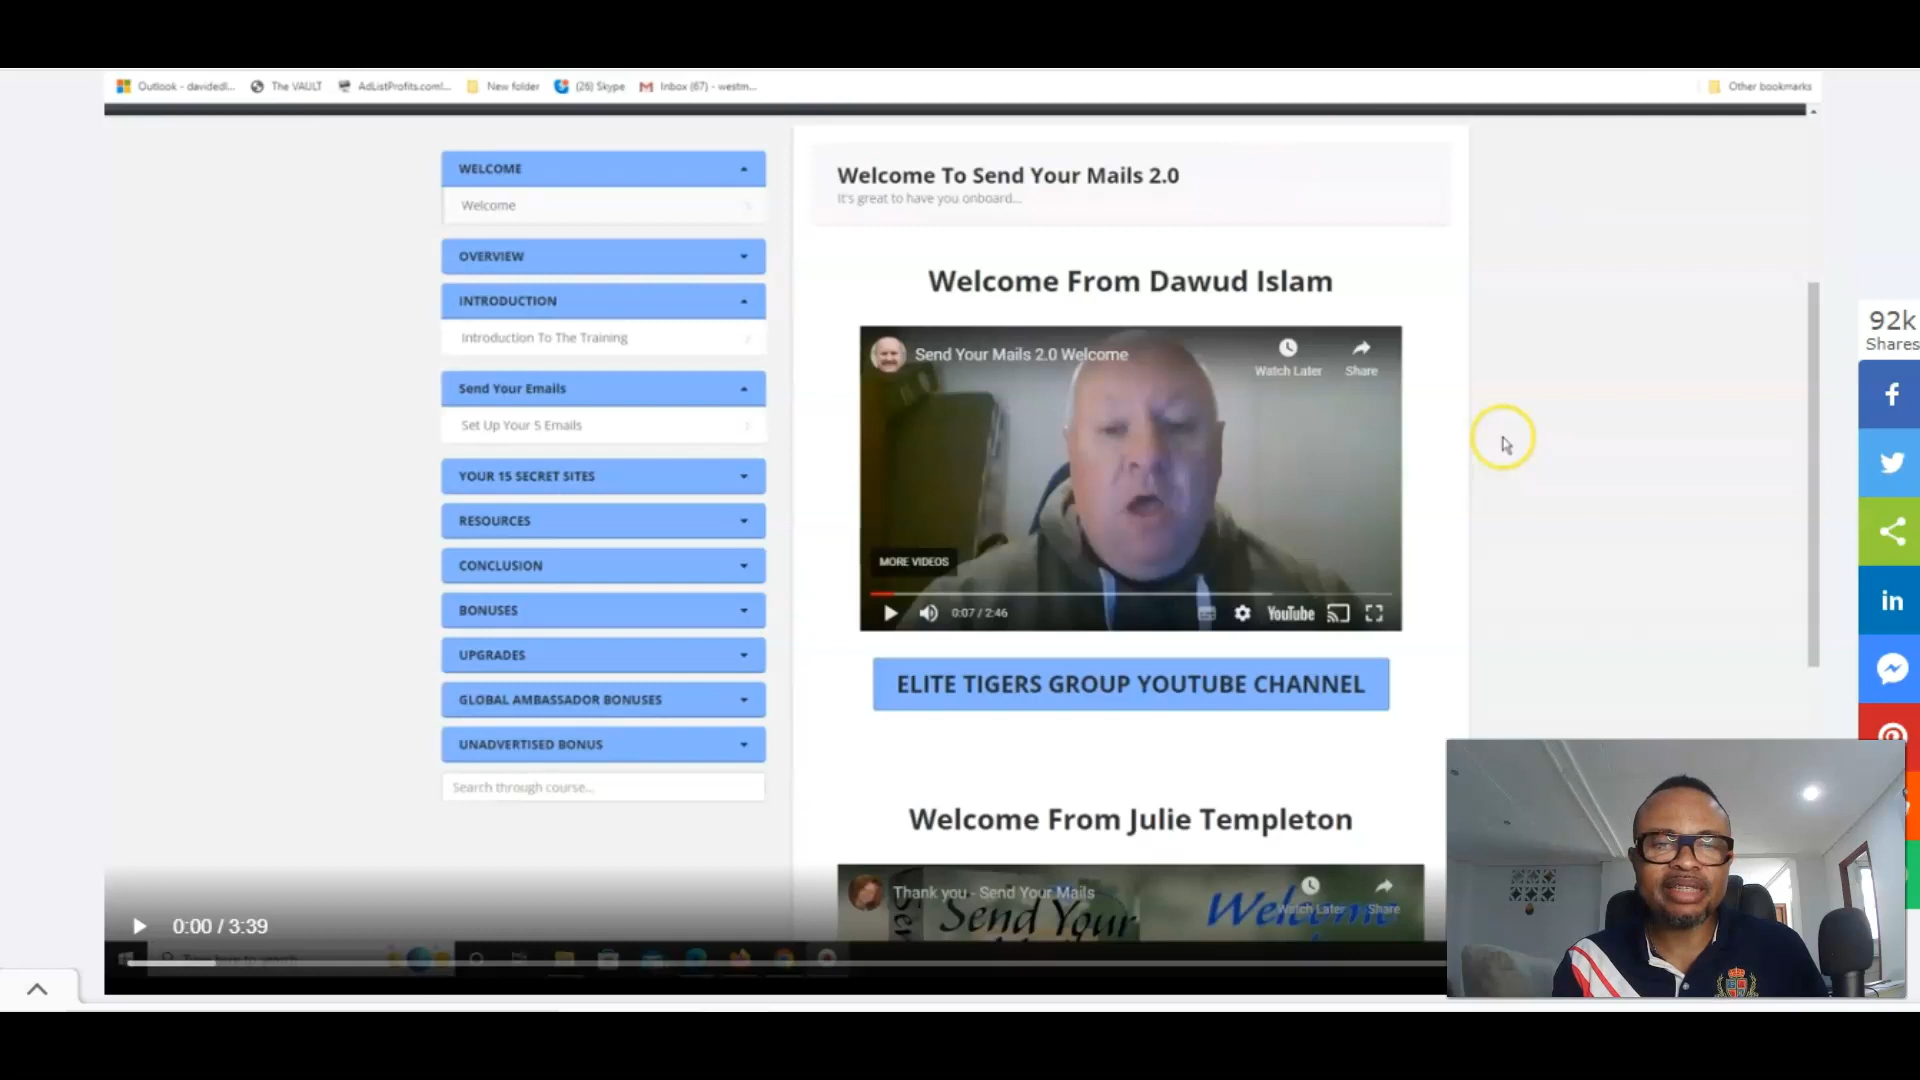 Outlook - davidedl...
The VAULT
AdListProfits.com!...
New folder
(26) Skype
Inbox (67) - westm...
Other bookmarks
WELCOME
Welcome
OVERVIEW
INTRODUCTION
Introduction To The Training
Send Your Emails
Set Up Your 5 Emails
YOUR 15 SECRET SITES
RESOURCES
CONCLUSION
BONUSES
UPGRADES
GLOBAL AMBASSADOR BONUSES
UNADVERTISED BONUS
Search through course...
Welcome To Send Your Mails 2.0
It's great to have you onboard...
Welcome From Dawud Islam
Send Your Mails 2.0 Welcome
Watch Later
Share
MORE VIDEOS
0:07 / 2:46
YouTube
ELITE TIGERS GROUP YOUTUBE CHANNEL
Welcome From Julie Templeton
Thank you - Send Your Mails
Watch Later
Share
Send Your
Welcome
92k
Shares
0:00 / 3:39
Type here to search